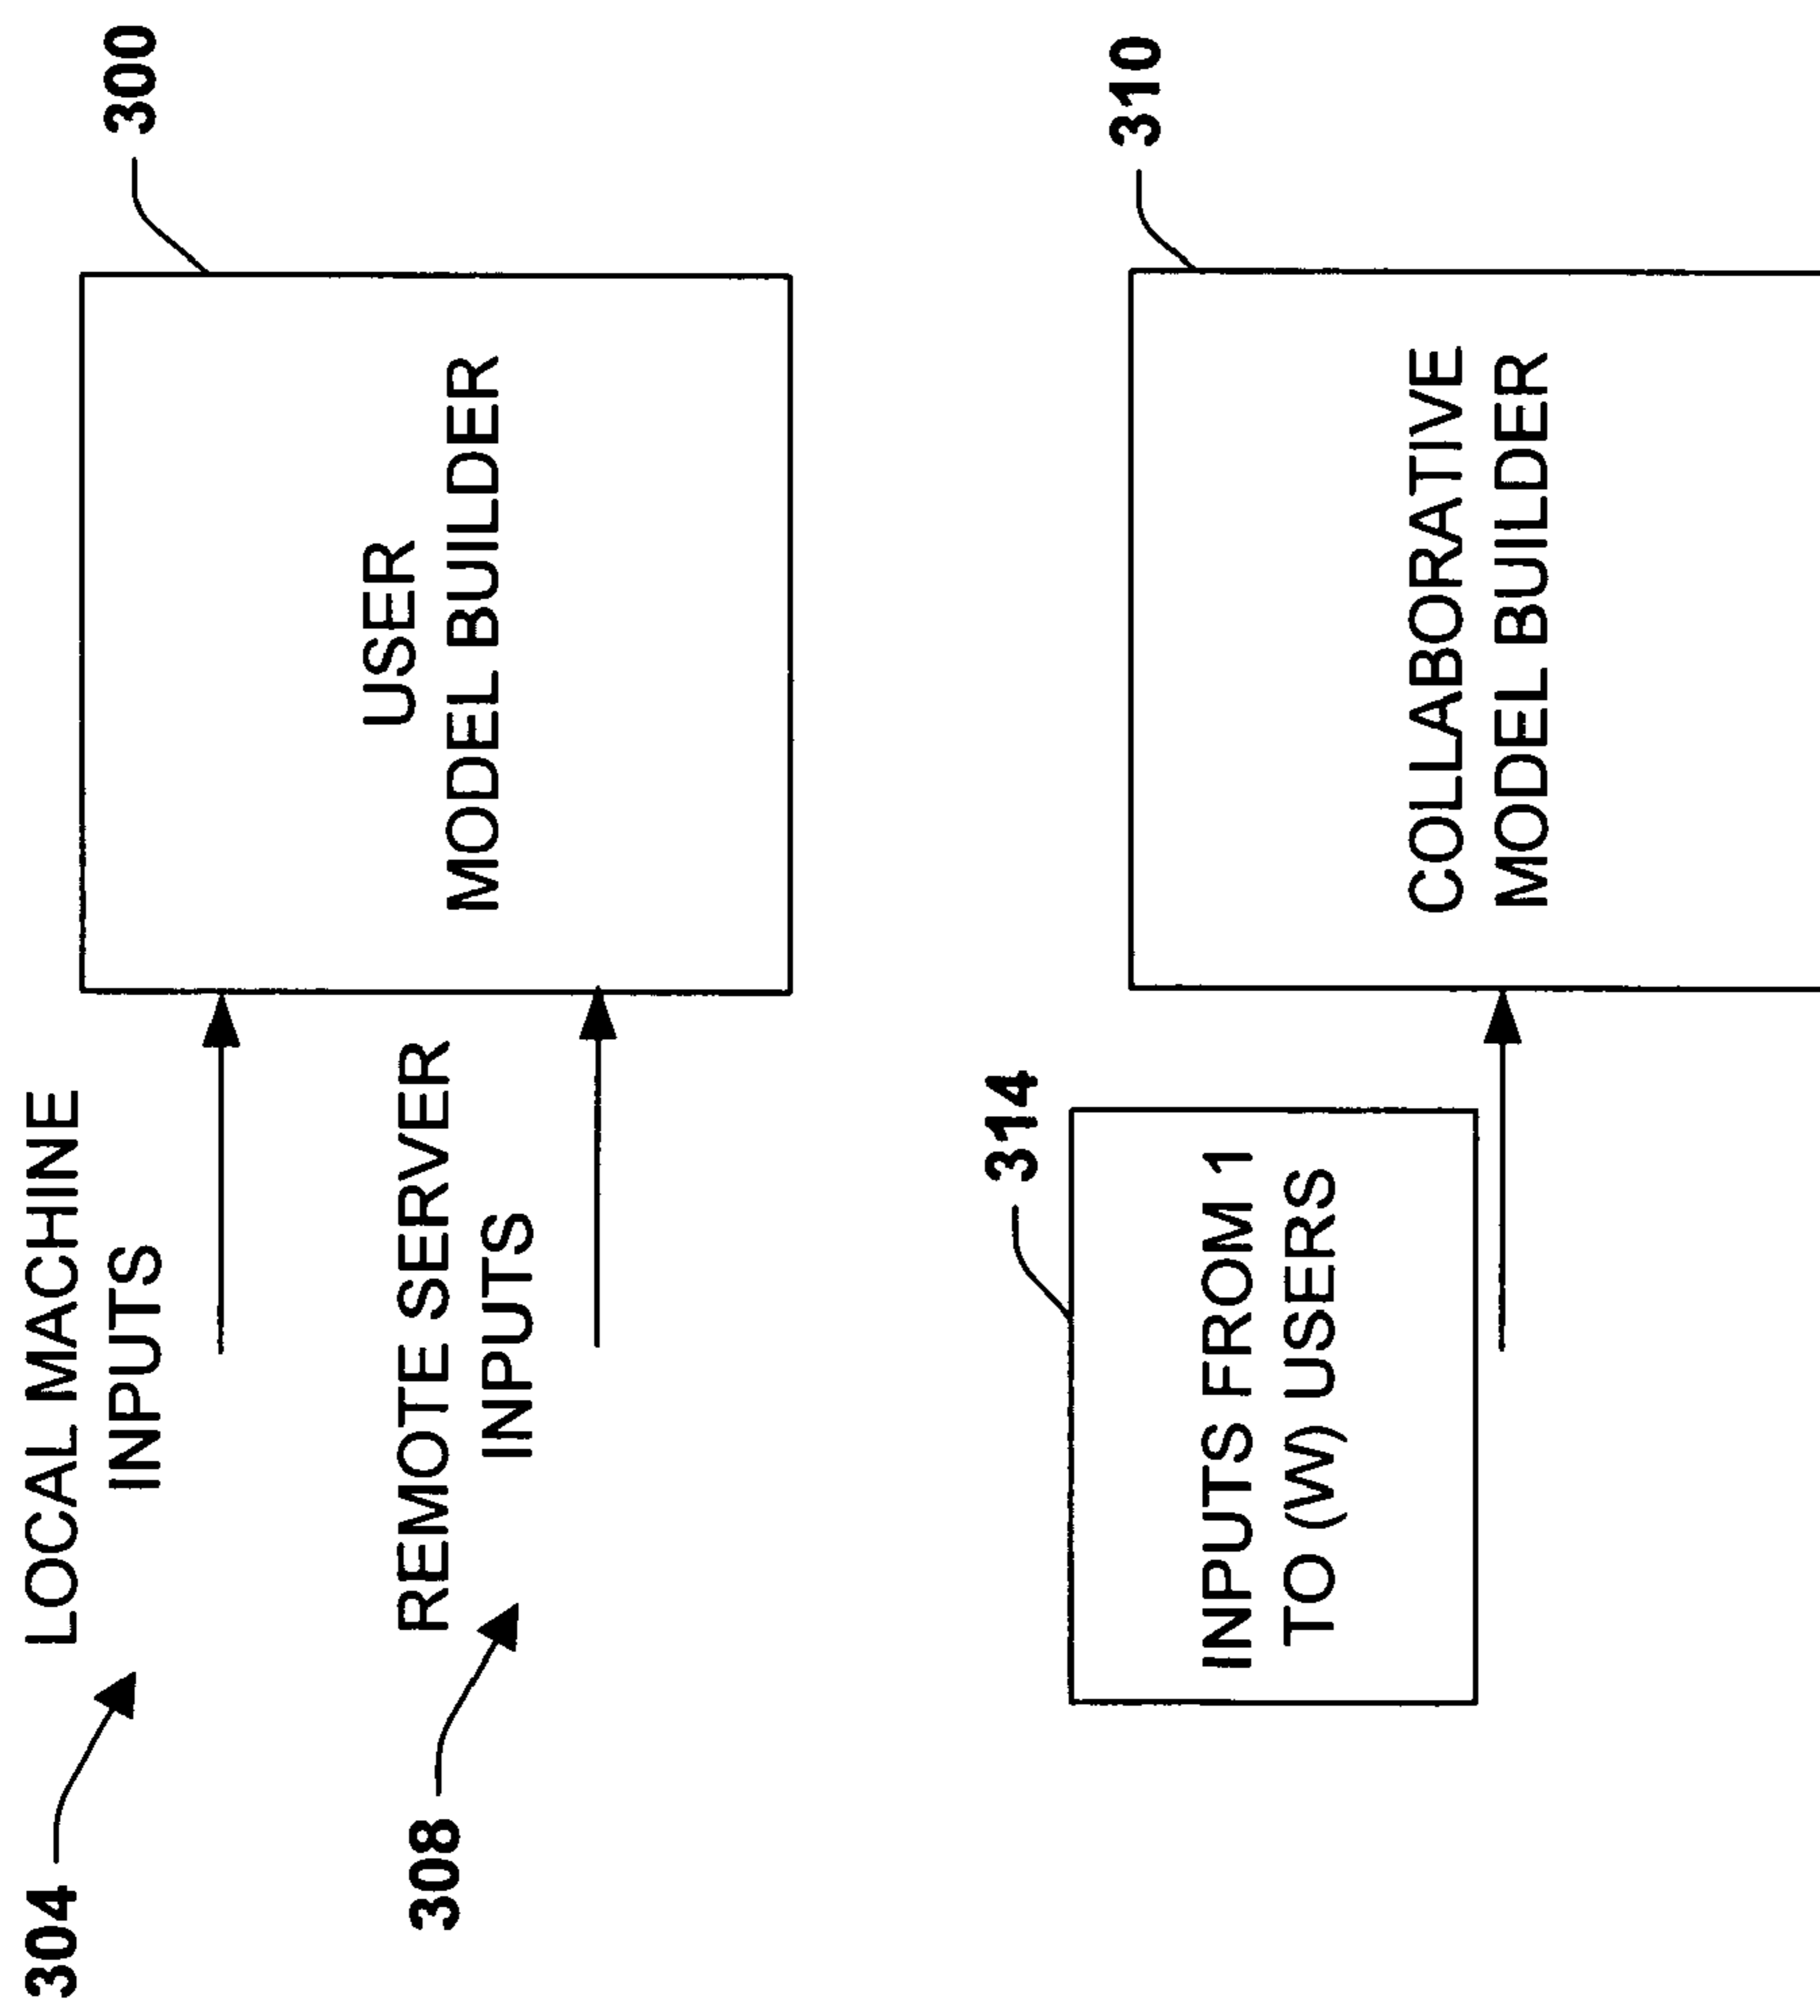 304
LOCAL MACHINE
INPUTS
308
REMOTE SERVER
INPUTS
USER
MODEL BUILDER
300
314
INPUTS FROM 1
TO (W) USERS
COLLABORATIVE
MODEL BUILDER
310